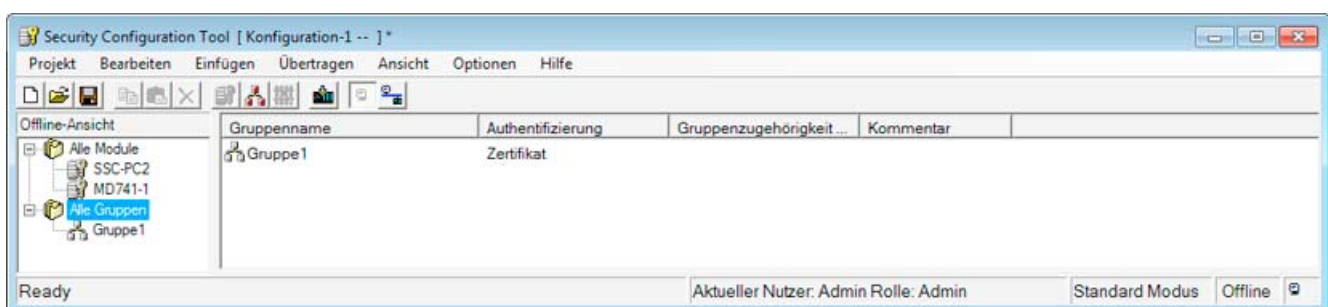 Security Configuration Tool [ Konfiguration-1 -- ] *
Projekt Bearbeiten Einfügen Übertragen Ansicht Optionen Hilfe
Offline-Ansicht
Alle Module
SSC-PC2
MD741-1
Alle Gruppen
Gruppe1
Gruppenname Authentifizierung Gruppenzugehörigkeit ... Kommentar
Gruppe1 Zertifikat
Ready Aktueller Nutzer: Admin Rolle: Admin Standard Modus Offline